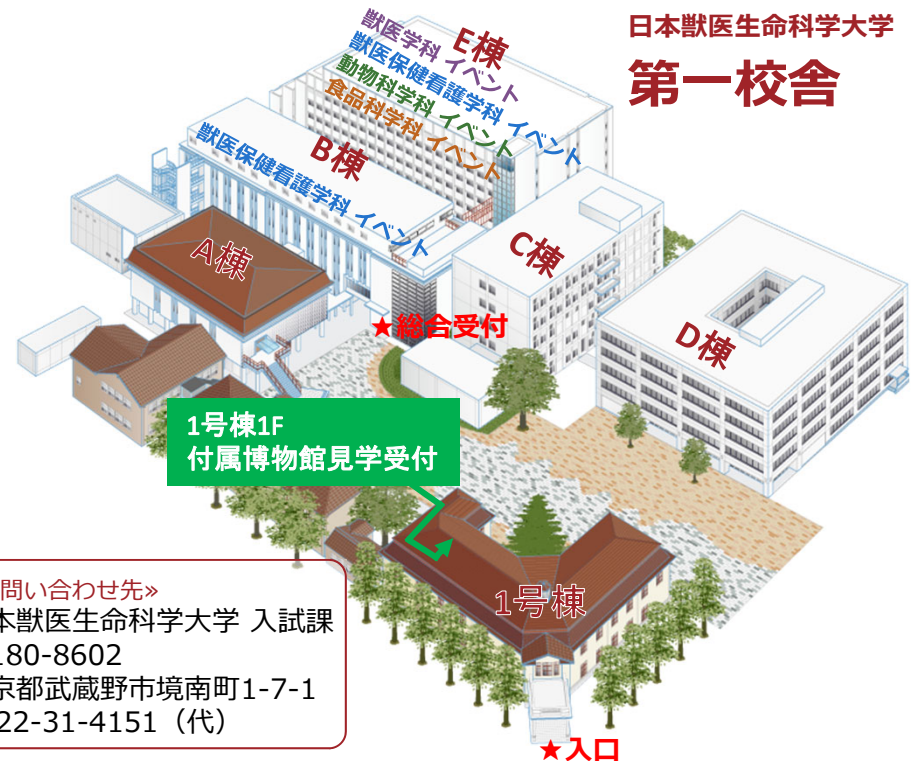 日本獣医生命科学大学
第一校舎
E棟
獣医学科 イベント
獣医保健看護学科 イベント
動物科学科 イベント
食品科学科 イベント
B棟
獣医保健看護学科 イベント
A棟
C棟
D棟
★総合受付
1号棟1F
付属博物館見学受付
1号棟
問い合わせ先»
本獣医生命科学大学 入試課
180-8602
京都武蔵野市境南町1-7-1
22-31-4151（代）
★入口